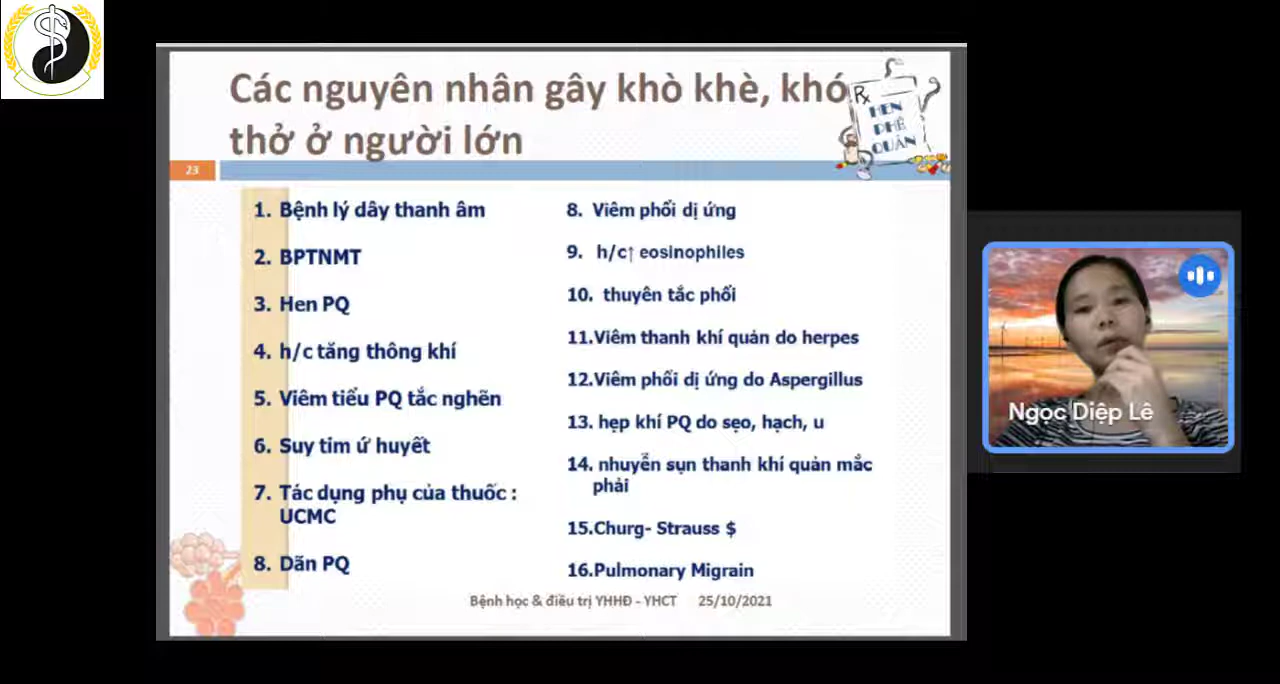 Các nguyên nhân gây khò khè, khó
thở ở người lớn
Rx
HEN
PHẾ
QUẢN
23
1. Bệnh lý dây thanh âm
2. BPTNMT
3. Hen PQ
4. h/c tăng thông khí
5. Viêm tiểu PQ tắc nghẽn
6. Suy tim ứ huyết
7. Tác dụng phụ của thuốc :
UCMC
8. Dãn PQ
8. Viêm phổi dị ứng
9. h/c↑ eosinophiles
10. thuyên tắc phổi
11.Viêm thanh khí quản do herpes
12.Viêm phổi dị ứng do Aspergillus
13. hẹp khí PQ do sẹo, hạch, u
14. nhuyễn sụn thanh khí quản mắc
phải
15.Churg- Strauss $
16.Pulmonary Migrain
Bệnh học & điều trị YHHĐ - YHCT 25/10/2021
Ngọc Diệp Lê